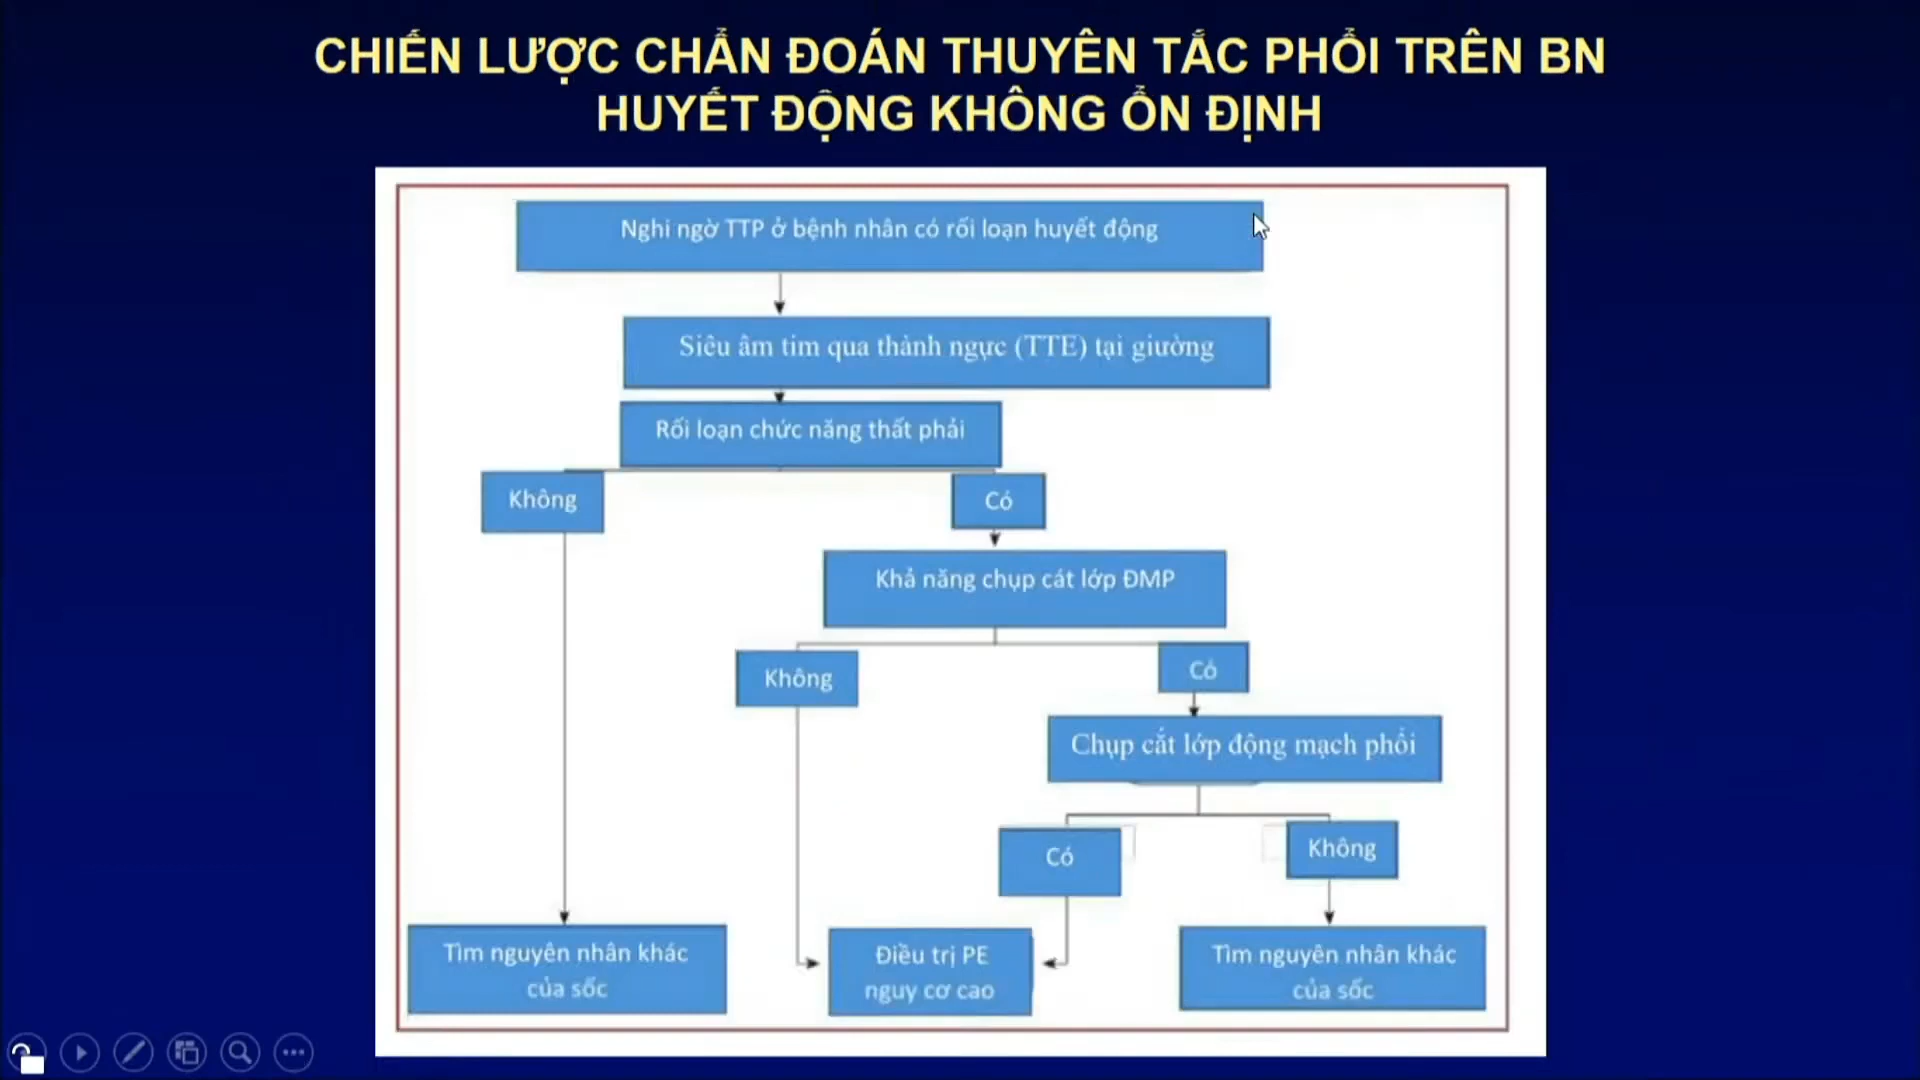 CHIẾN LƯỢC CHẨN ĐOÁN THUYÊN TẮC PHỔI TRÊN BN
HUYẾT ĐỘNG KHÔNG ỔN ĐỊNH
Nghi ngờ TTP ở bệnh nhân có rối loạn huyết động
Siêu âm tim qua thành ngực (TTE) tại giường
Rối loạn chức năng thất phải
Không
Có
Khả năng chụp cát lớp ĐMP
Không
Có
Chụp cắt lớp động mạch phổi
Có
Không
Tìm nguyên nhân khác
của sốc
Điều trị PE
nguy cơ cao
Tìm nguyên nhân khác
của sốc